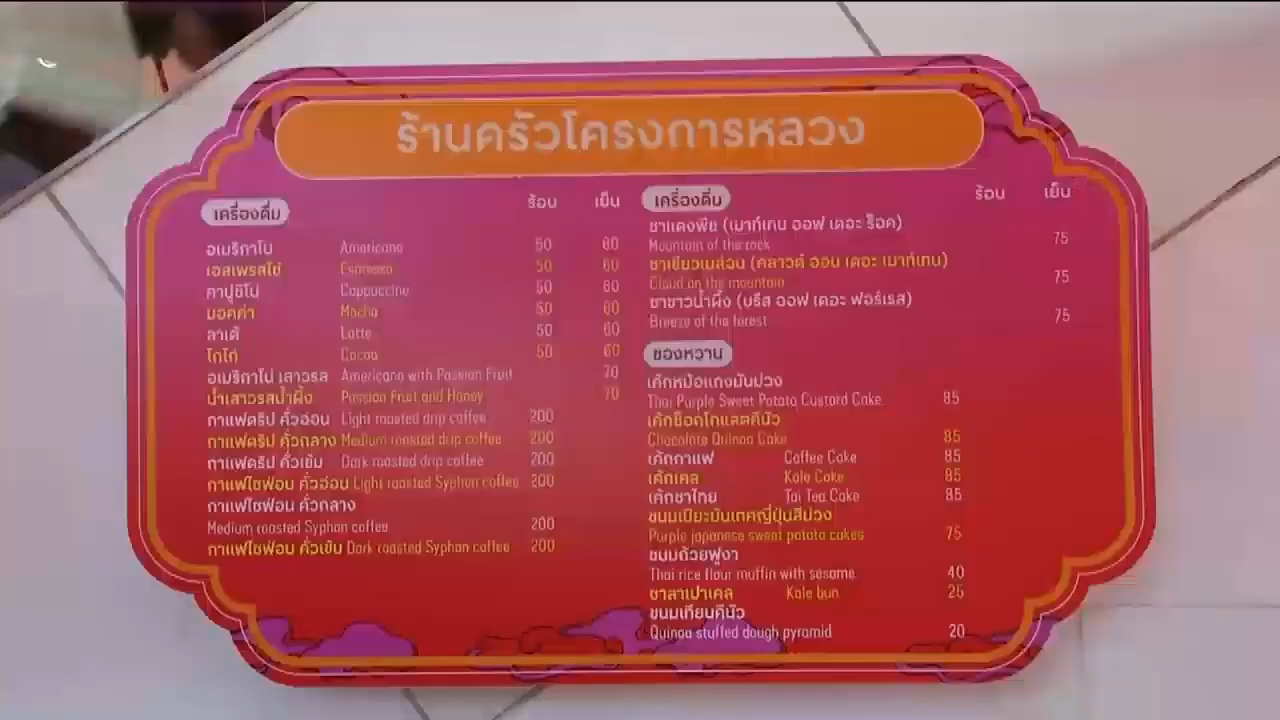 ร้านครัวโครงการหลวง
เครื่องดื่ม ร้อน เย็น
อเมริกาโน Americano 50 60
เอสเพรสโซ่ Espresso 50 60
คาปูชิโน Cappuccino 50 60
มอคค่า Mocha 50 60
ลาเต้ Latte 50 60
โกโก้ Cocoa 50 60
อเมริกาโน่ เสาวรส Americano with Passion Fruit 70
น้ำเสาวรสน้ำผึ้ง Passion Fruit and Honey 70
กาแฟดริป คั่วอ่อน Light roasted drip coffee 200
กาแฟดริป คั่วกลาง Medium roasted drip coffee 200
กาแฟดริป คั่วเข้ม Dark roasted drip coffee 200
กาแฟไซฟ่อน คั่วอ่อน Light roasted Syphon coffee 200
กาแฟไซฟ่อน คั่วกลาง
Medium roasted Syphon coffee 200
กาแฟไซฟ่อน คั่วเข้ม Dark roasted Syphon coffee 200
เครื่องดื่ม ร้อน เย็น
ชาแดงพีช (เมาท์เทน ออฟ เดอะ ร็อค)
Mountain of the rock 75
ชาเขียวเมล่อน (คลาวด์ ออน เดอะ เมาท์เทน)
Cloud on the mountain 75
ชาขาวน้ำผึ้ง (บรีส ออฟ เดอะ ฟอร์เรส)
Breeze of the forest 75
ของหวาน
เค้กหม้อแกงมันม่วง
Thai Purple Sweet Potato Custard Cake 85
เค้กช็อกโกแลตคีนัว
Chocolate Quinoa Cake 85
เค้กกาแฟ Coffee Cake 85
เค้กเคล Kale Cake 85
เค้กชาไทย Tai Tea Cake 85
ขนมเปียะมันเทศญี่ปุ่นสีม่วง
Purple japanese sweet potato cakes 75
ขนมถ้วยฟูงา
Thai rice flour muffin with sesame 40
ซาลาเปาเคล Kale bun 25
ขนมเทียนคีนัว
Quinoa stuffed dough pyramid 20